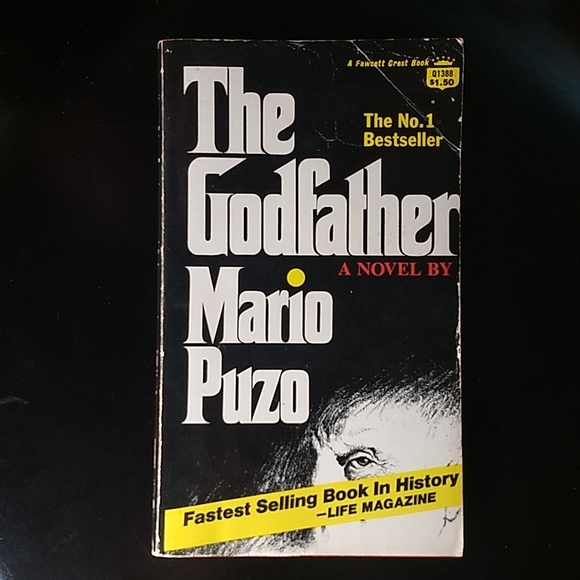 A Fawcett Crest Book
Q1388
$1.50
The No.1
Bestseller
The
Godfather
A NOVEL BY
Mario
Puzo
Fastest Selling Book In History
—LIFE MAGAZINE